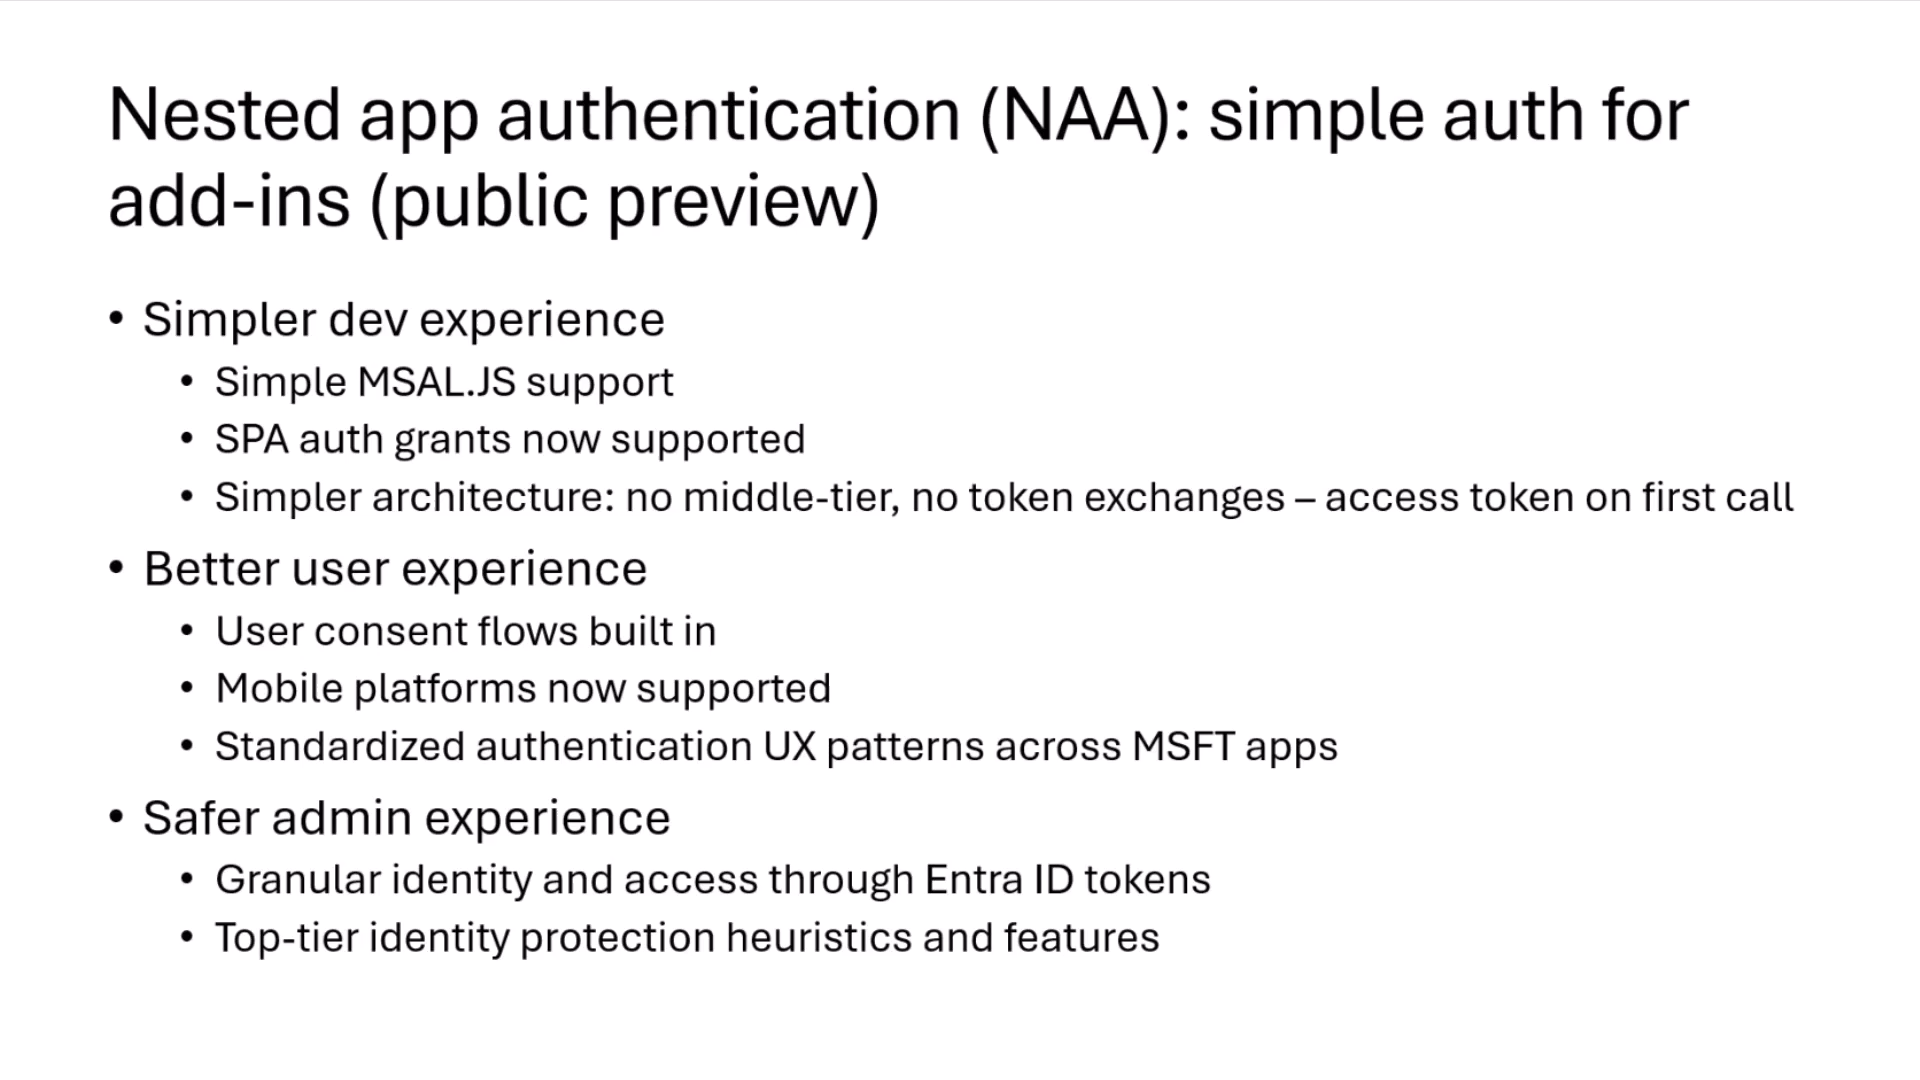 Nested app authentication (NAA): simple auth for
add-ins (public preview)
• Simpler dev experience
• Simple MSAL.JS support
• SPA auth grants now supported
• Simpler architecture: no middle-tier, no token exchanges – access token on first call
• Better user experience
• User consent flows built in
• Mobile platforms now supported
• Standardized authentication UX patterns across MSFT apps
• Safer admin experience
• Granular identity and access through Entra ID tokens
• Top-tier identity protection heuristics and features